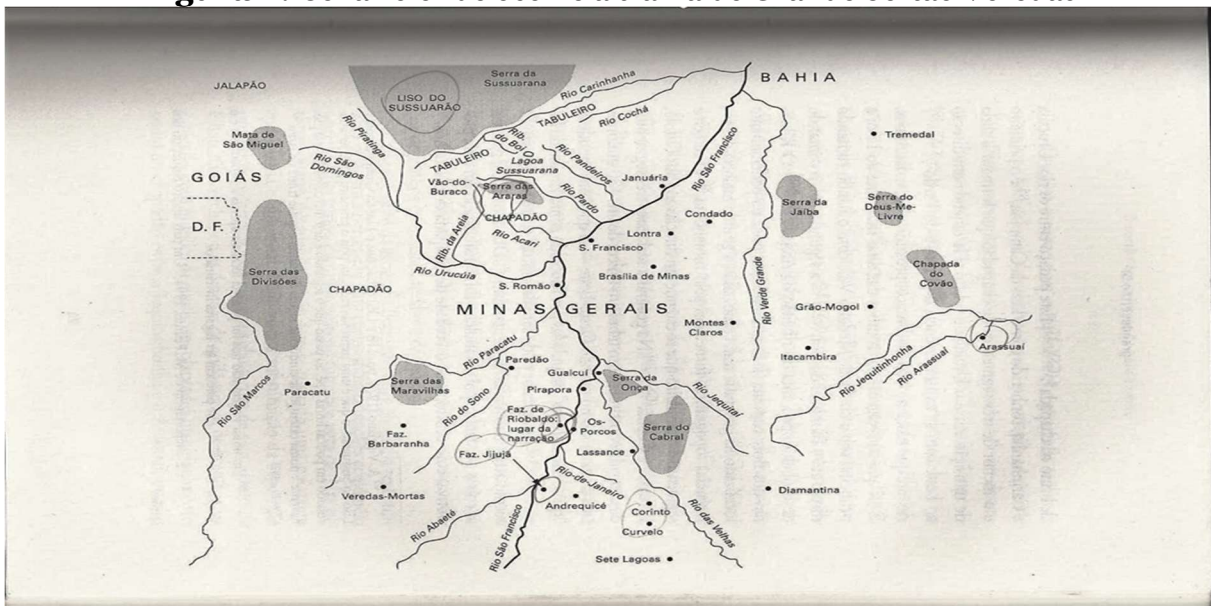 BAHIA
JALAPÃO
Serra da
Sussuarana
LISO DO
SUSSUARÃO
Rio Carinhanha
TABULEIRO
Rio Cochá
Rio Piratinga
Rib.
do Boi
Tremedal
Mata de
São Miguel
Rio São
Domingos
TABULEIRO
Lagoa
Sussuarana
Rio Pandeiros
Rio São Francisco
GOIÁS
Vão-do-
Buraco
Serra das
Araras
Januária
Serra da
Jaíba
Serra do
Deus-Me-
Livre
D. F.
CHAPADÃO
Rio Pardo
Condado
Rib. da Areia
Rio Acari
Lontra
S. Francisco
Serra das
Divisões
Rio Urucúia
Brasília de Minas
Rio Verde Grande
Chapada
do
Covão
CHAPADÃO
S. Romão
MINAS GERAIS
Grão-Mogol
Montes
Claros
Rio Paracatu
Paredão
Itacambira
Arassuaí
Rio Jequitinhonha
Rio Arassuaí
Guaicuí
Serra da
Onça
Rio São Marcos
Paracatu
Serra das
Maravilhas
Pirapora
Rio Jequitaí
Rio do Sono
Faz. de
Riobaldo:
lugar da
narração
Os-
Porcos
Serra do
Cabral
Faz.
Barbaranha
Faz. Jijujã
Lassance
Rio-de-Janeiro
Veredas-Mortas
Andrequicé
Diamantina
Corinto
Curvelo
Rio Abaeté
Rio São Francisco
Rio das Velhas
Sete Lagoas